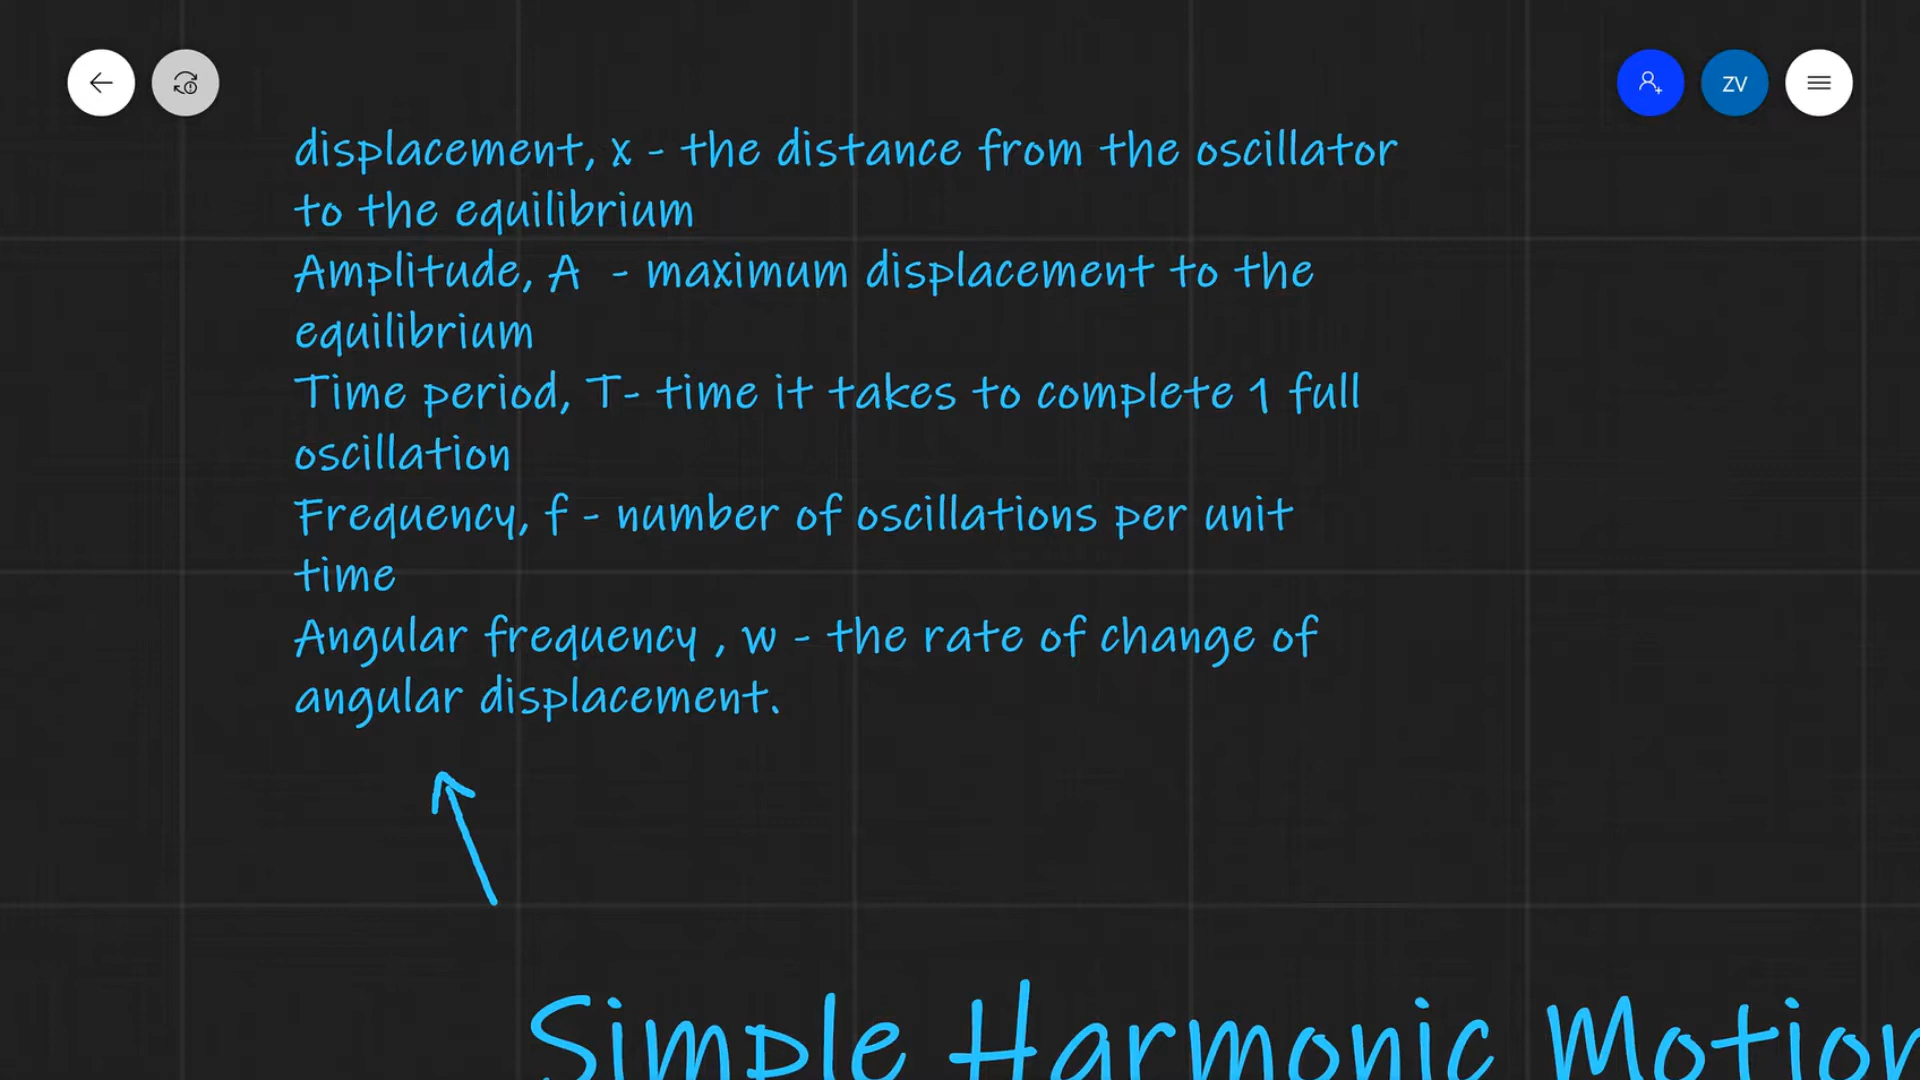 ZV
displacement, x - the distance from the oscillator
to the equilibrium
Amplitude, A - maximum displacement to the
equilibrium
Time period, T- time it takes to complete 1 full
oscillation
Frequency, f - number of oscillations per unit
time
Angular frequency , w - the rate of change of
angular displacement.
Simple Harmonic Motion